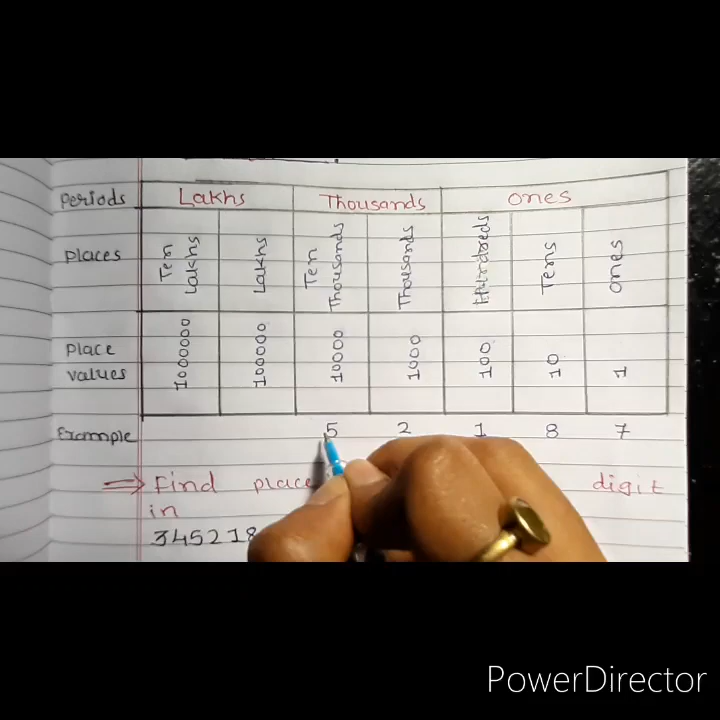 Periods Lakhs Thousands ones
places Ten Lakhs Lakhs Ten Thousands Thousands Hundreds Tens ones
place values 1000000 100000 10000 1000 100 10 1
Example 5 2 1 8 7
⇒ Find place digit
in
345218
PowerDirector